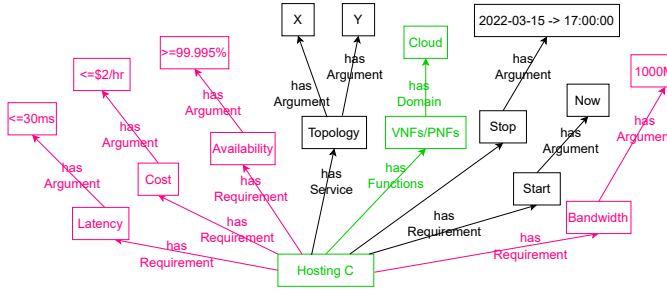 X
Y
2022-03-15 -> 17:00:00
Cloud
>=99.995%
<=$2/hr
1000M
<=30ms
Now
has
Argument
has
Argument
has
Argument
has
Domain
has
Argument
has
Argument
has
Argument
has
Argument
has
Argument
Topology
VNFs/PNFs
Stop
Availability
Cost
Start
Latency
Bandwidth
has
Requirement
has
Service
has
Functions
has
Requirement
has
Requirement
has
Requirement
has
Requirement
Hosting C